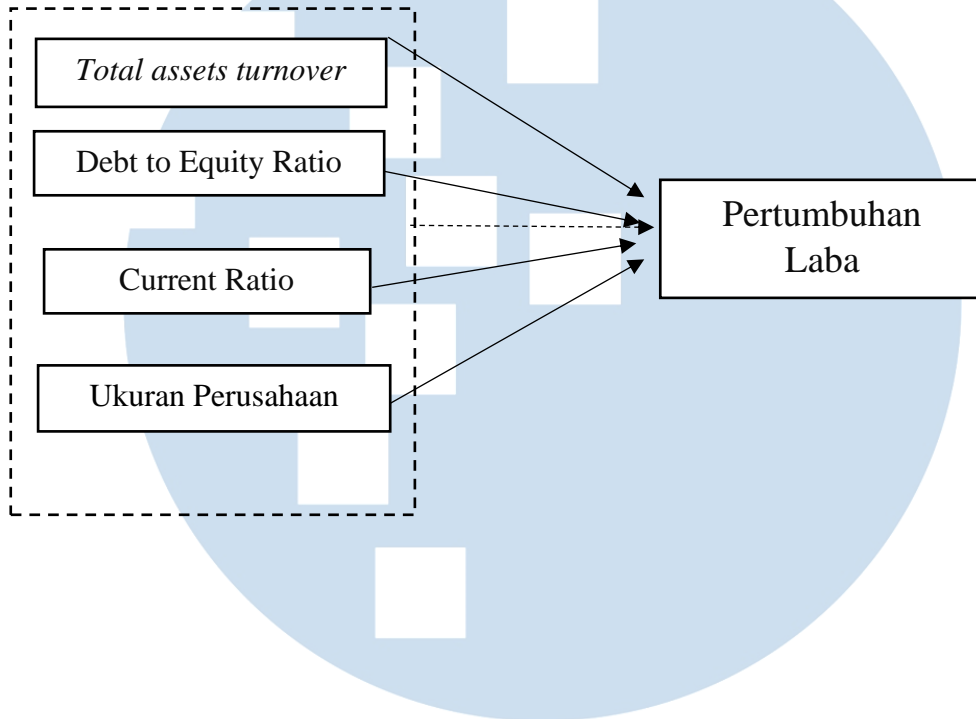 Total assets turnover
Debt to Equity Ratio
Current Ratio
Ukuran Perusahaan
Pertumbuhan
Laba